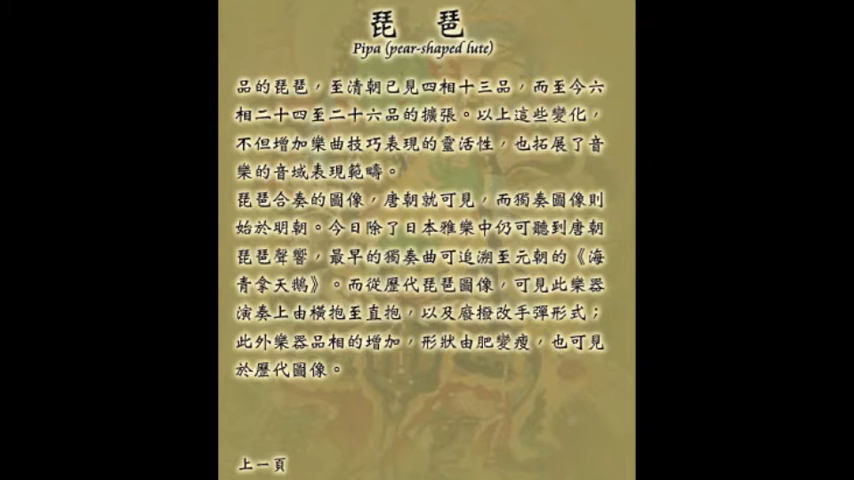 琵 琶
Pipa (pear-shaped lute)
品的琵琶，至清朝已見四相十三品，而至今六
相二十四至二十六品的擴張。以上這些變化，
不但增加樂曲技巧表現的靈活性，也拓展了音
樂的音域表現範疇。
琵琶合奏的圖像，唐朝就可見，而獨奏圖像則
始於明朝。今日除了日本雅樂中仍可聽到唐朝
琵琶聲響，最早的獨奏曲可追溯至元朝的《海
青拿天鵝》。而從歷代琵琶圖像，可見此樂器
演奏上由橫抱至直抱，以及廢撥改手彈形式；
此外樂器品相的增加，形狀由肥變瘦，也可見
於歷代圖像。
上一頁